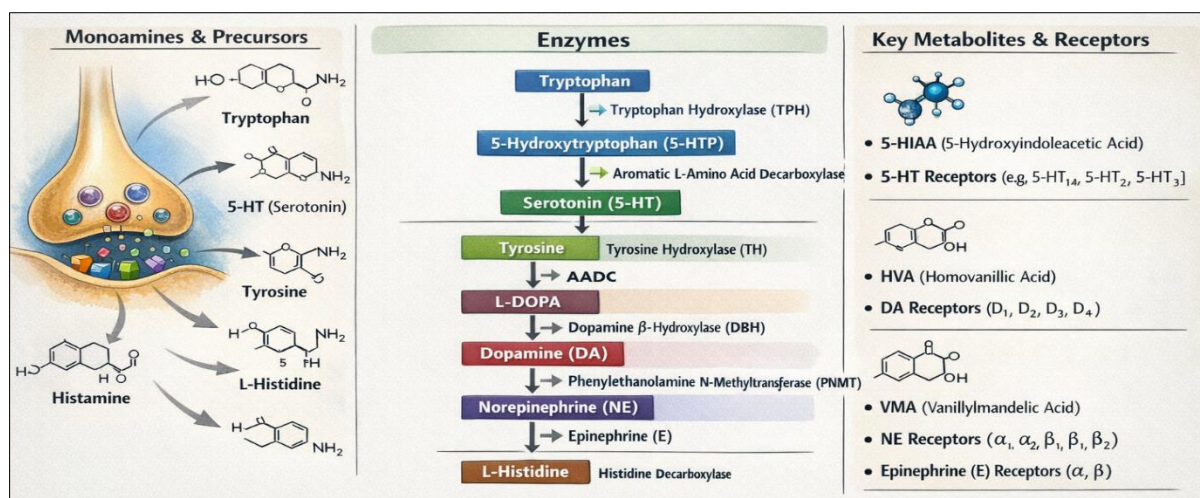 Monoamines & Precursors
HO
NH₂
O
Tryptophan
O
NH₂
5-HT (Serotonin)
O
NH₂
S
Tyrosine
H
O
NH₂
5
H
L-Histidine
HO
H
O
O
Histamine
H
O
NH₂
Enzymes
Tryptophan
Tryptophan Hydroxylase (TPH)
5-Hydroxytryptophan (5-HTP)
Aromatic L-Amino Acid Decarboxylase
Serotonin (5-HT)
Tyrosine Tyrosine Hydroxylase (TH)
AADC
L-DOPA
Dopamine β-Hydroxylase (DBH)
Dopamine (DA)
Phenylethanolamine N-Methyltransferase (PNMT)
Norepinephrine (NE)
Epinephrine (E)
L-Histidine Histidine Decarboxylase
Key Metabolites & Receptors
• 5-HIAA (5-Hydroxyindoleacetic Acid)
• 5-HT Receptors (e.g, 5-HT₁₄, 5-HT₂, 5-HT₃]
O
O
OH
• HVA (Homovanillic Acid)
• DA Receptors (D₁, D₂, D₃, D₄)
O
OH
• VMA (Vanillylmandelic Acid)
• NE Receptors (α₁, α₂, β₁, β₁, β₂)
• Epinephrine (E) Receptors (α, β)